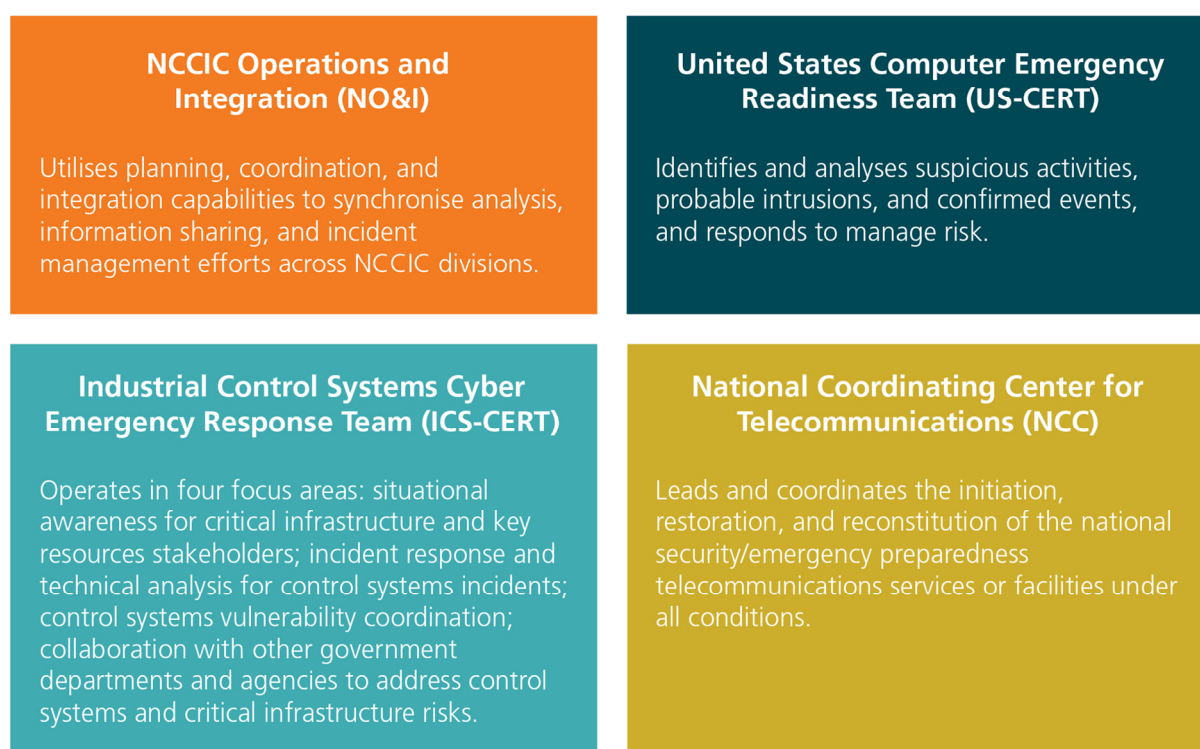 NCCIC Operations and
Integration (NO&I)
Utilises planning, coordination, and
integration capabilities to synchronise analysis,
information sharing, and incident
management efforts across NCCIC divisions.
United States Computer Emergency
Readiness Team (US-CERT)
Identifies and analyses suspicious activities,
probable intrusions, and confirmed events,
and responds to manage risk.
Industrial Control Systems Cyber
Emergency Response Team (ICS-CERT)
Operates in four focus areas: situational
awareness for critical infrastructure and key
resources stakeholders; incident response and
technical analysis for control systems incidents;
control systems vulnerability coordination;
collaboration with other government
departments and agencies to address control
systems and critical infrastructure risks.
National Coordinating Center for
Telecommunications (NCC)
Leads and coordinates the initiation,
restoration, and reconstitution of the national
security/emergency preparedness
telecommunications services or facilities under
all conditions.